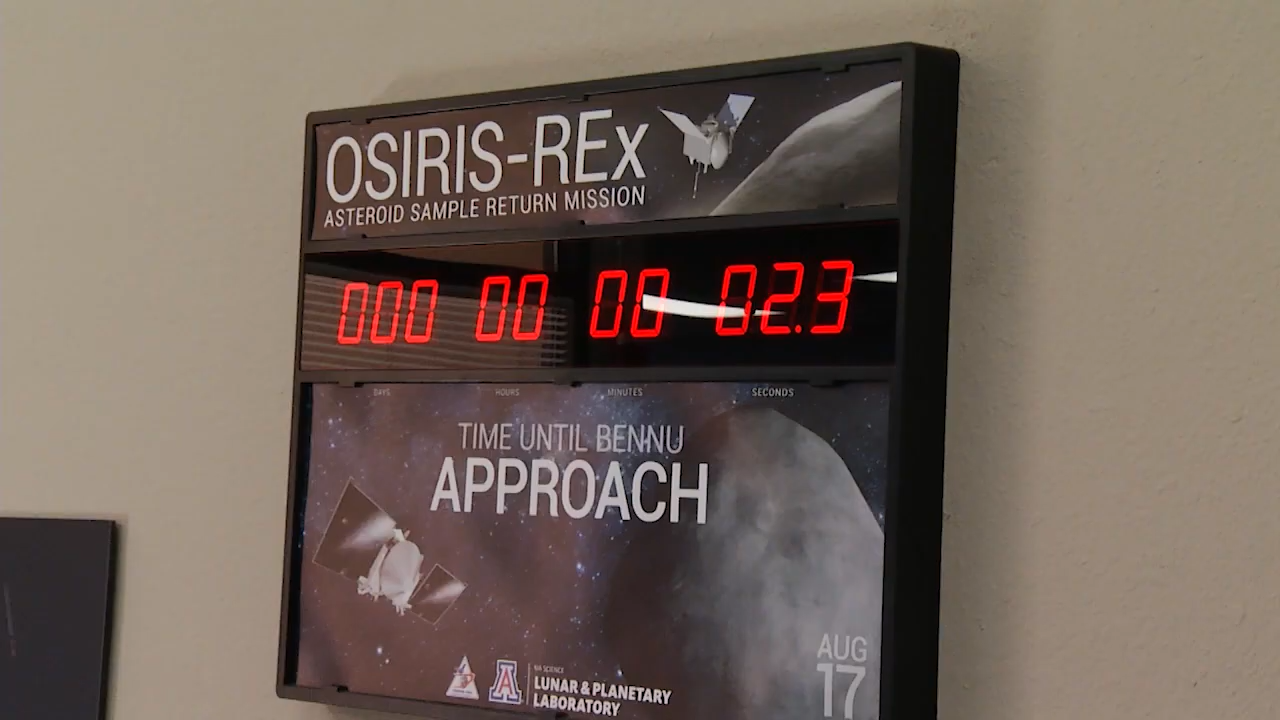 OSIRIS-REx
ASTEROID SAMPLE RETURN MISSION
000 00 00 02.3
DAYS HOURS MINUTES SECONDS
TIME UNTIL BENNU
APPROACH
AUG
17
A
LUNAR & PLANETARY
LABORATORY